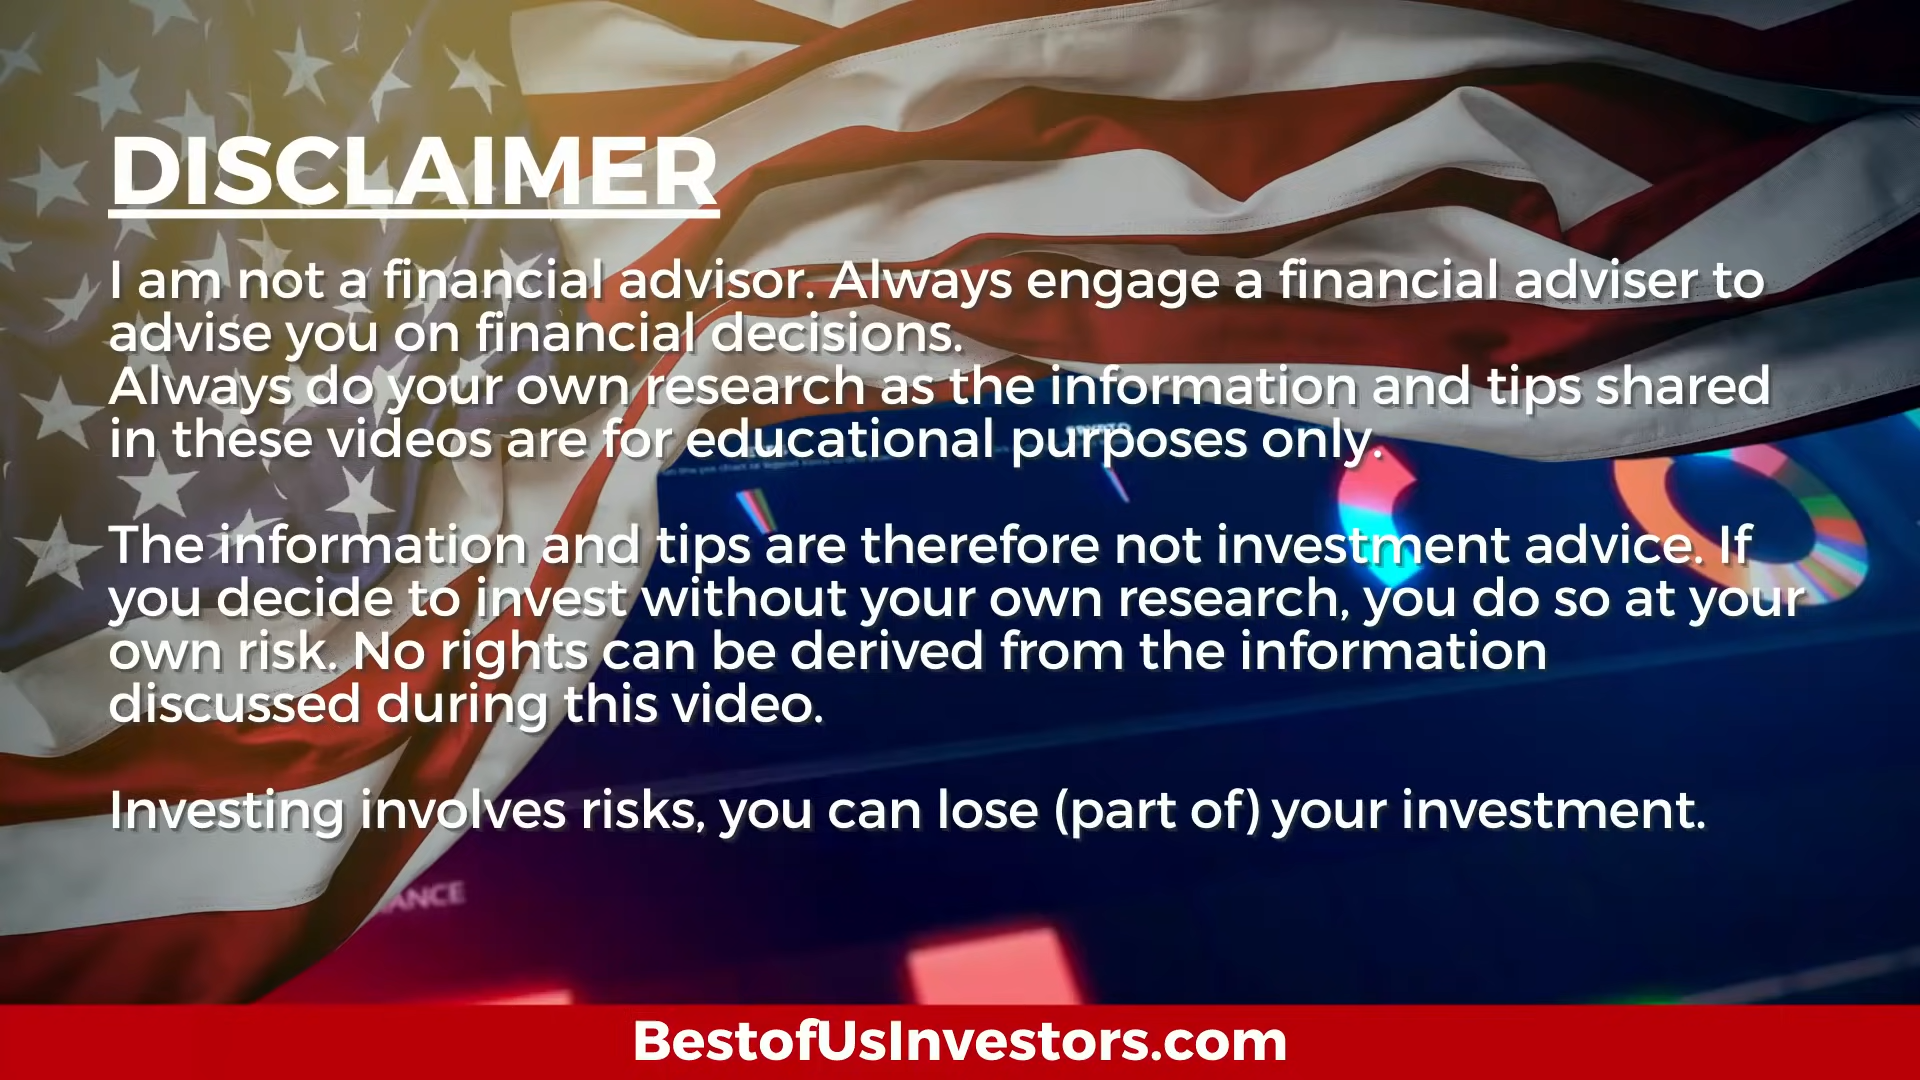 DISCLAIMER
I am not a financial advisor. Always engage a financial adviser to
advise you on financial decisions.
Always do your own research as the information and tips shared
in these videos are for educational purposes only.
The information and tips are therefore not investment advice. If
you decide to invest without your own research, you do so at your
own risk. No rights can be derived from the information
discussed during this video.
Investing involves risks, you can lose (part of) your investment.
ANCE
BestofUsInvestors.com